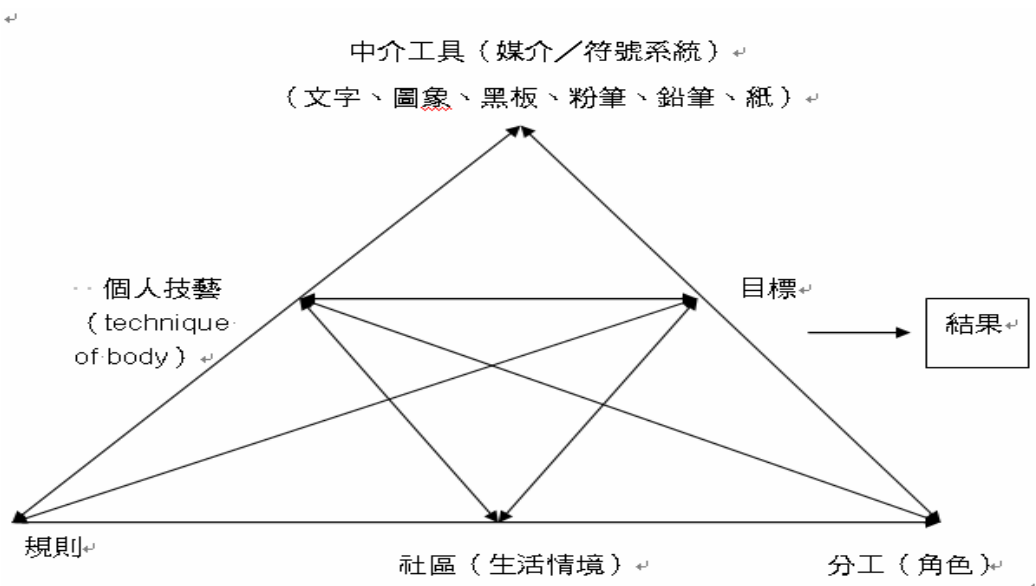 中介工具（媒介／符號系統）
（文字、圖象、黑板、粉筆、鉛筆、紙）
個人技藝
（technique
of body）
目標
結果
規則
社區（生活情境）
分工（角色）